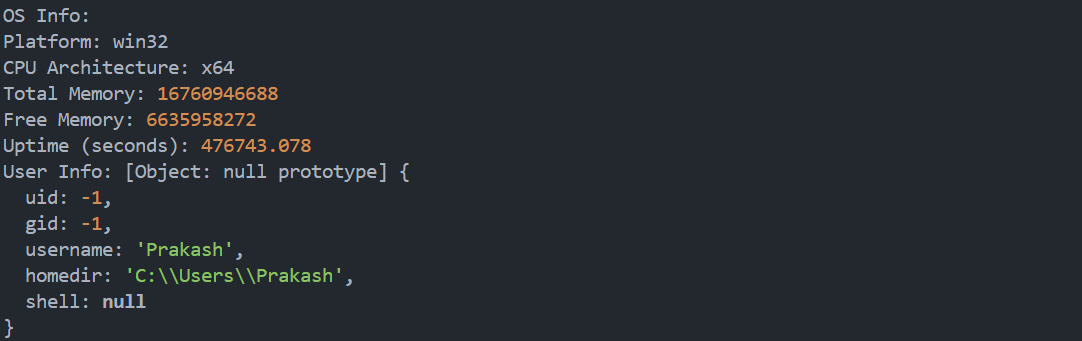 OS Info:
Platform: win32
CPU Architecture: x64
Total Memory: 16760946688
Free Memory: 6635958272
Uptime (seconds): 476743.078
User Info: [Object: null prototype] {
  uid: -1,
  gid: -1,
  username: 'Prakash',
  homedir: 'C:\\Users\\Prakash',
  shell: null
}